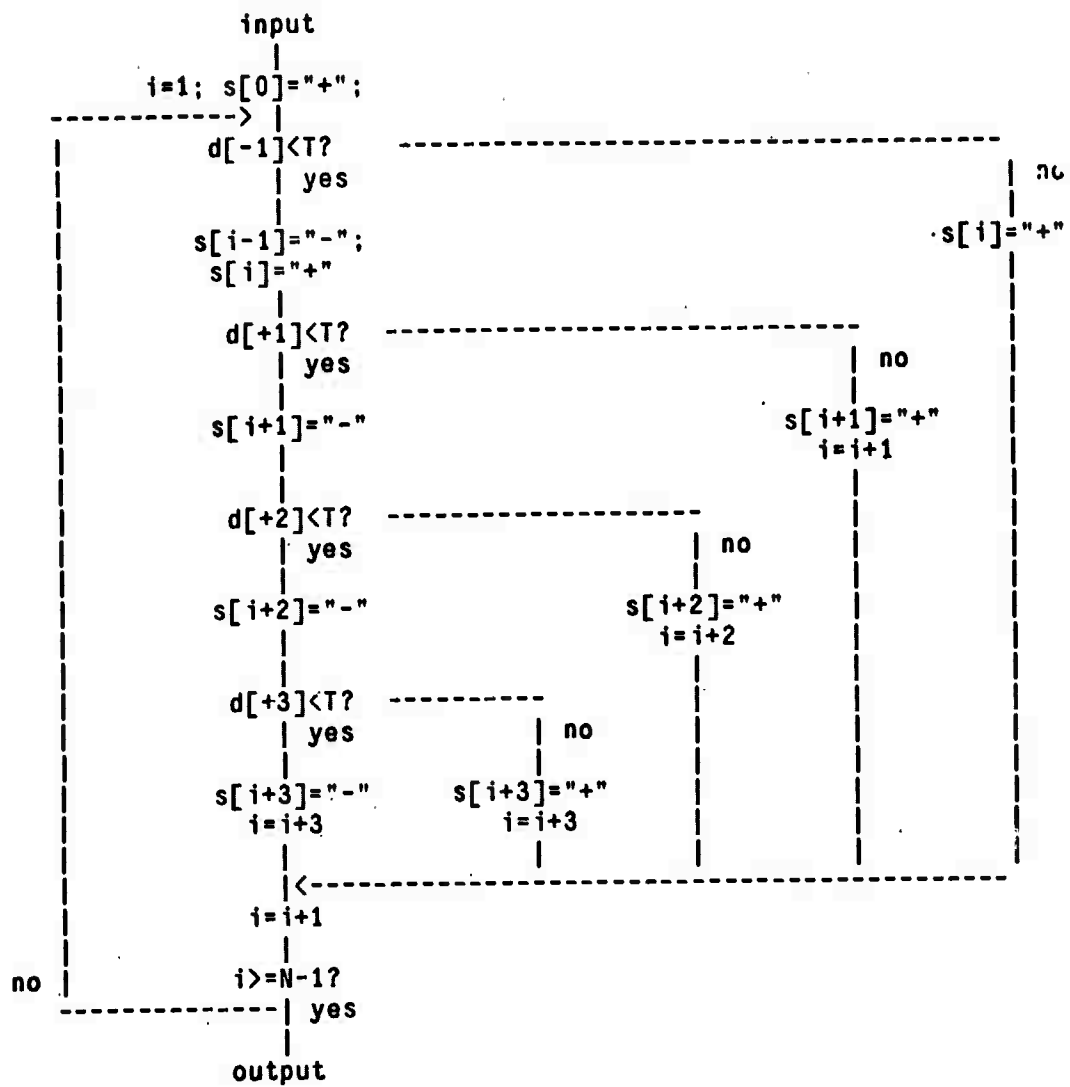 input
i=1; s[0]="+";
d[-1]<T?
yes
no
s[i-1]="-";
s[i]="+"
s[i]="+"
d[+1]<T?
yes
no
s[i+1]="-"
s[i+1]="+"
i=i+1
d[+2]<T?
yes
no
s[i+2]="-"
s[i+2]="+"
i=i+2
d[+3]<T?
yes
no
s[i+3]="-"
i=i+3
s[i+3]="+"
i=i+3
i=i+1
no
i>=N-1?
yes
output